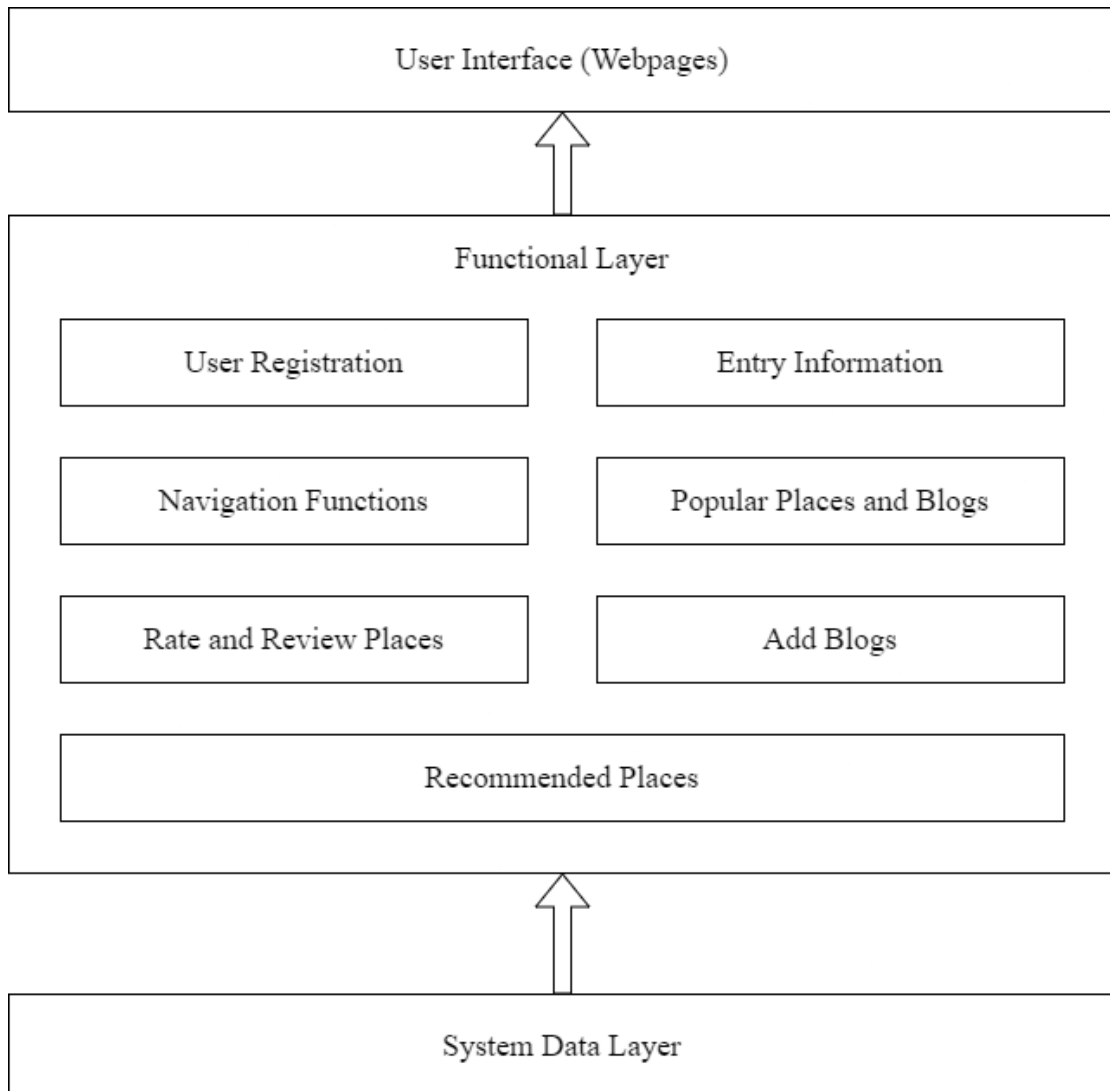 User Interface (Webpages)
Functional Layer
User Registration
Entry Information
Navigation Functions
Popular Places and Blogs
Rate and Review Places
Add Blogs
Recommended Places
System Data Layer